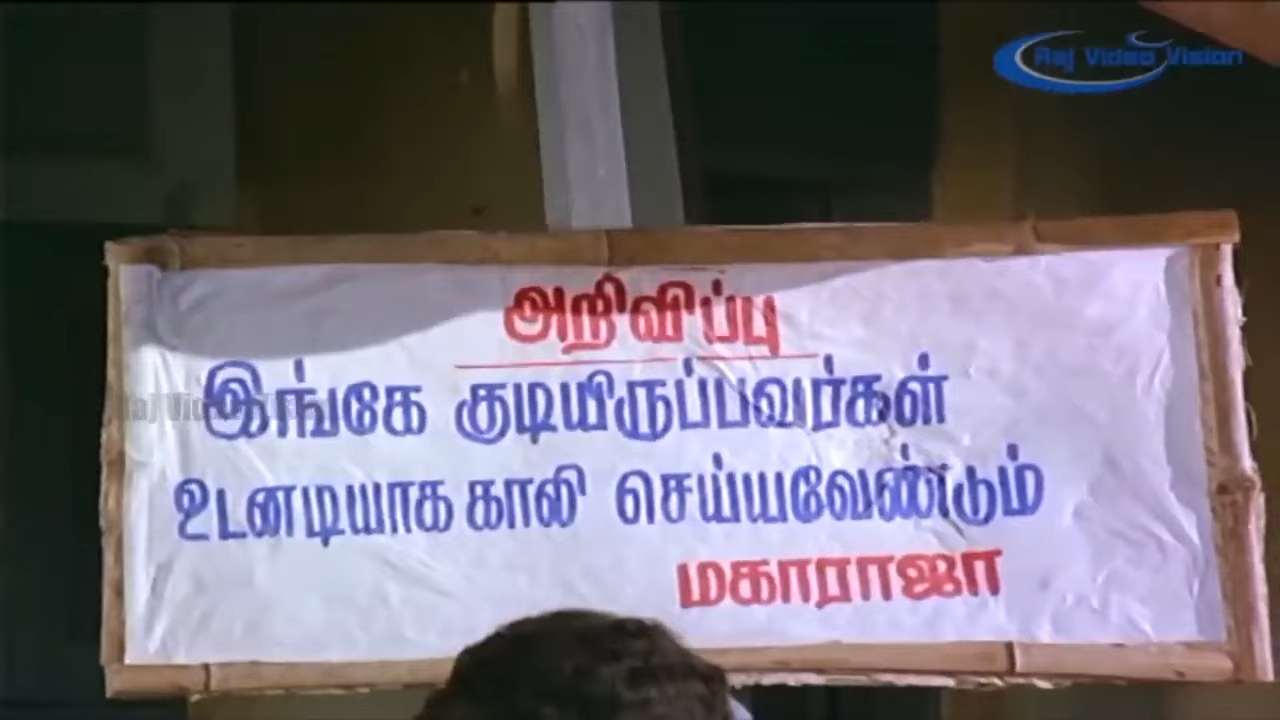 Raj Video Vision
அறிவிப்பு
இங்கே குடியிருப்பவர்கள்
உடனடியாக காலி செய்யவேண்டும்
மகாராஜா